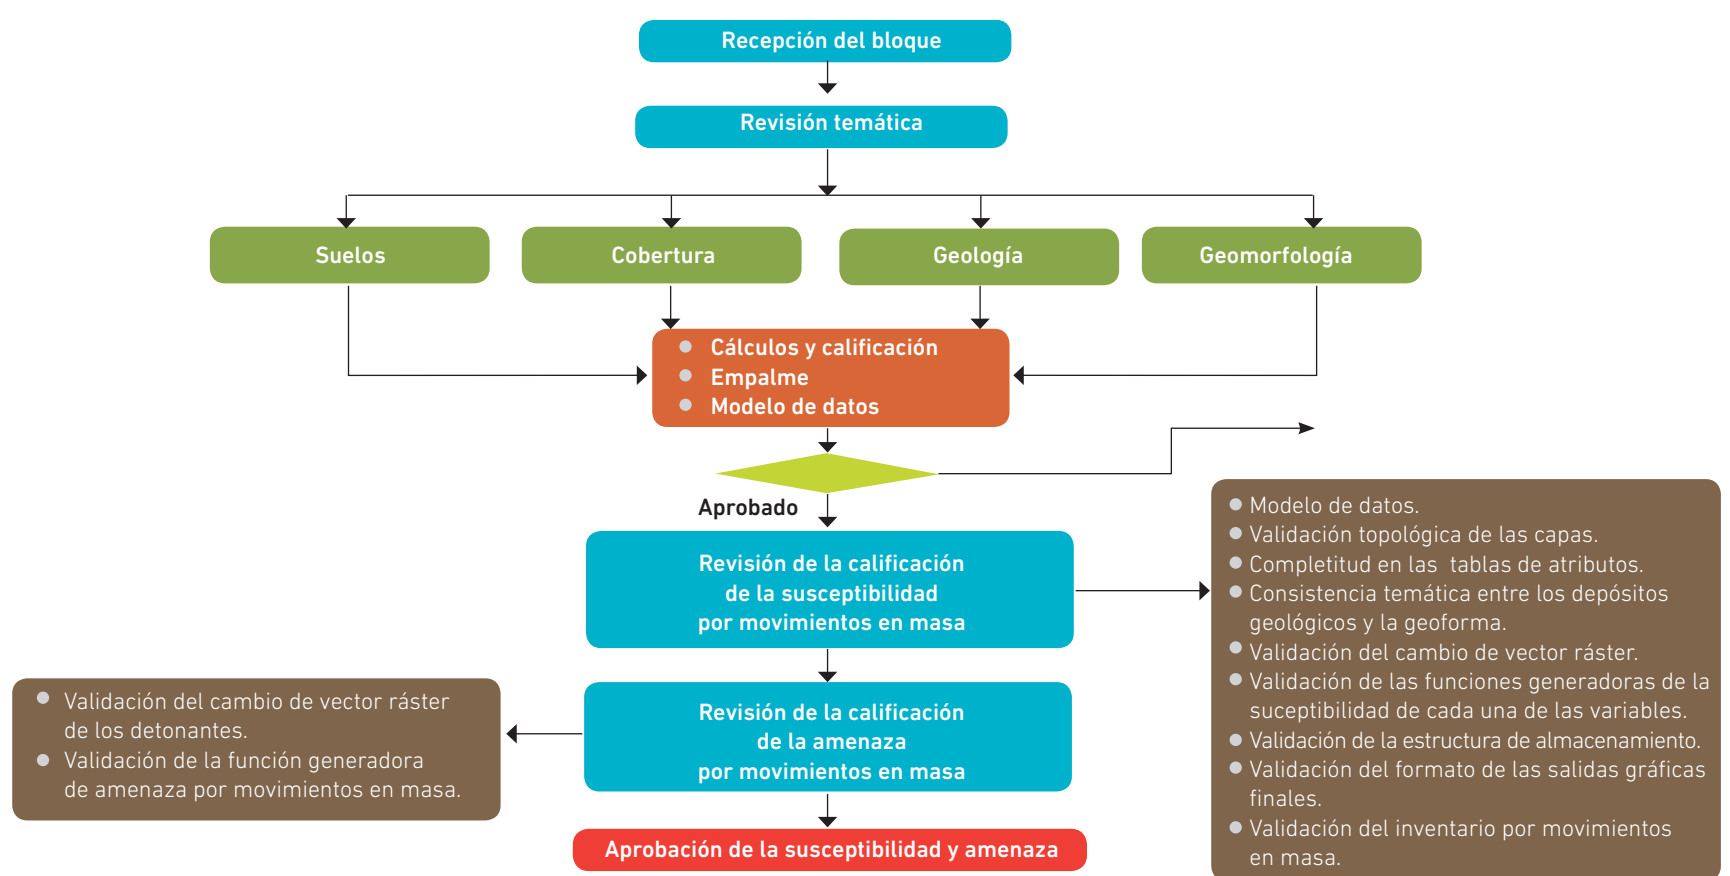 Recepción del bloque
Revisión temática
Suelos
Cobertura
Geología
Geomorfología
Cálculos y calificación
Empalme
Modelo de datos
Aprobado
Revisión de la calificación
de la susceptibilidad
por movimientos en masa
Modelo de datos.
Validación topológica de las capas.
Completitud en las tablas de atributos.
Consistencia temática entre los depósitos
geológicos y la geoforma.
Validación del cambio de vector ráster.
Validación de las funciones generadoras de la
suceptibilidad de cada una de las variables.
Validación de la estructura de almacenamiento.
Validación del formato de las salidas gráficas
finales.
Validación del inventario por movimientos
en masa.
Validación del cambio de vector ráster
de los detonantes.
Validación de la función generadora
de amenaza por movimientos en masa.
Revisión de la calificación
de la amenaza
por movimientos en masa
Aprobación de la susceptibilidad y amenaza